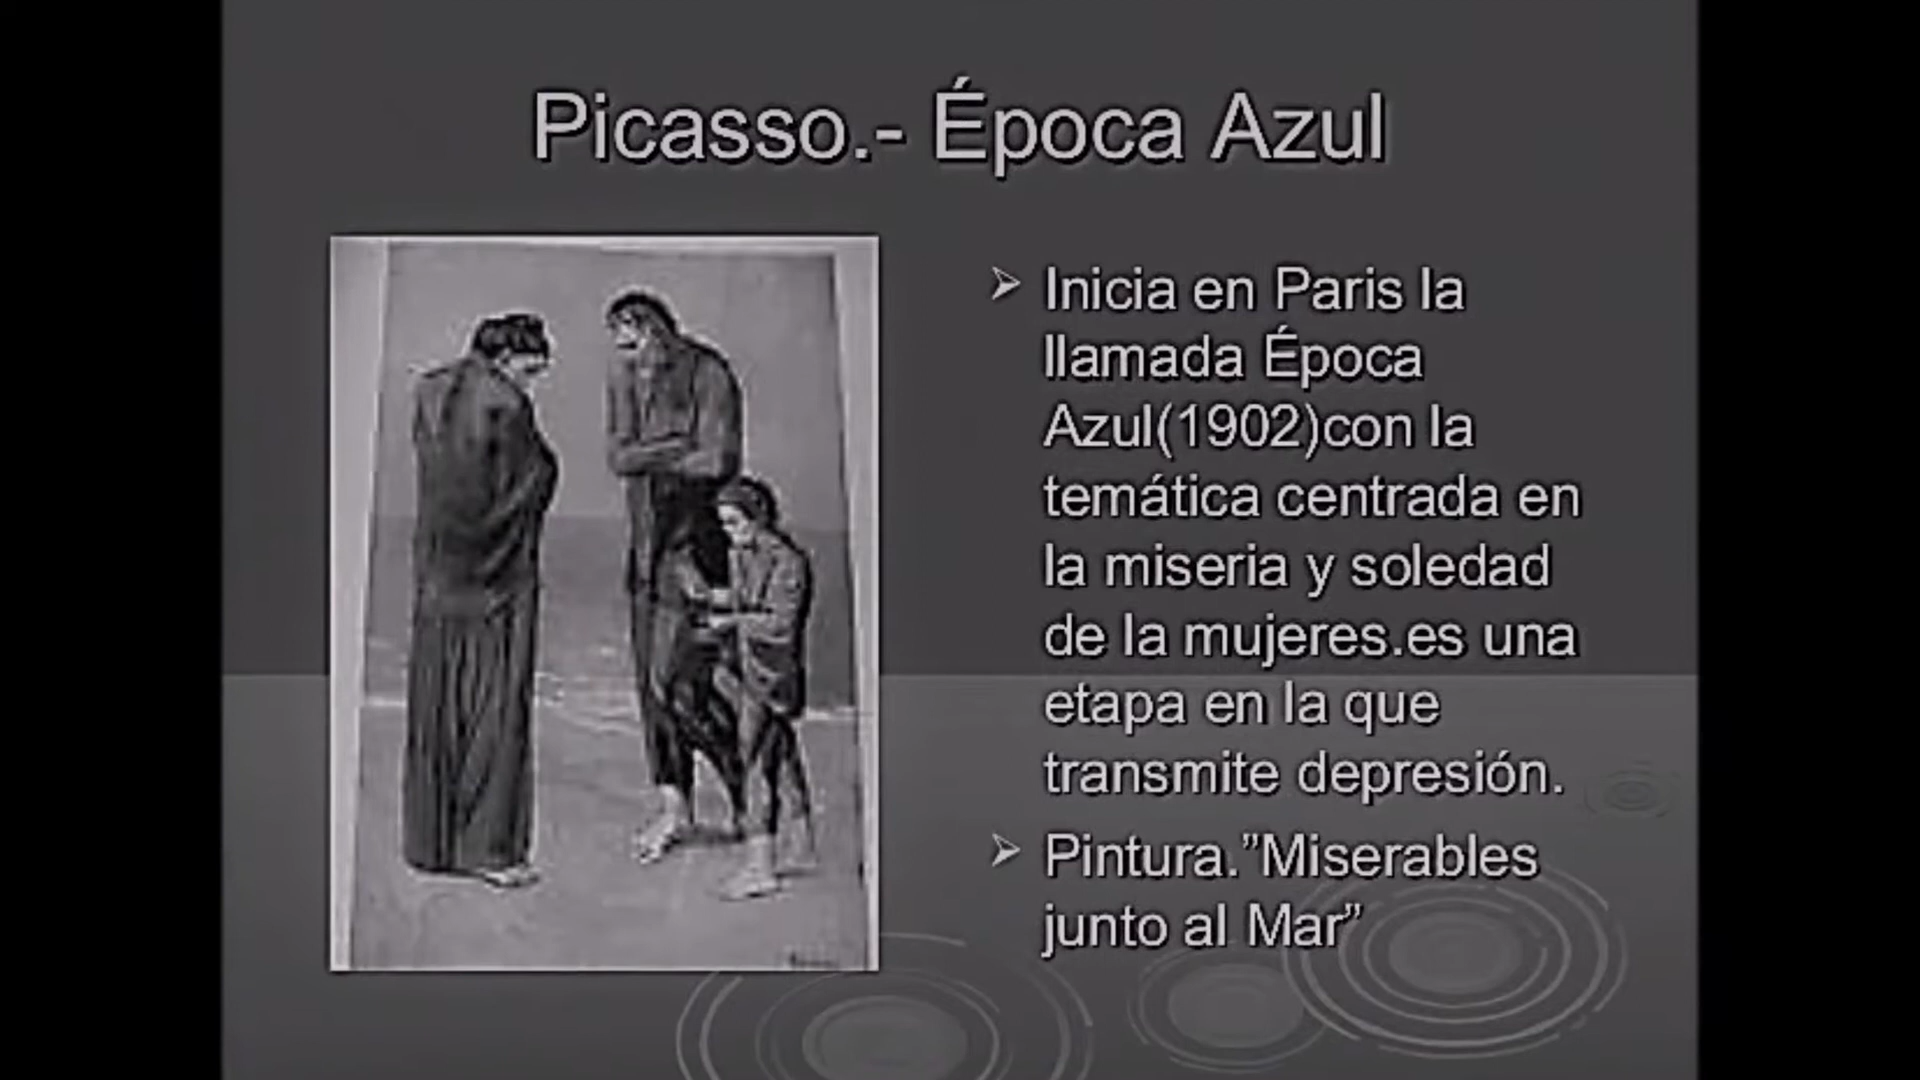 Picasso.- Época Azul
Inicia en Paris la
llamada Época
Azul(1902)con la
temática centrada en
la miseria y soledad
de la mujeres.es una
etapa en la que
transmite depresión.
Pintura.”Miserables
junto al Mar”